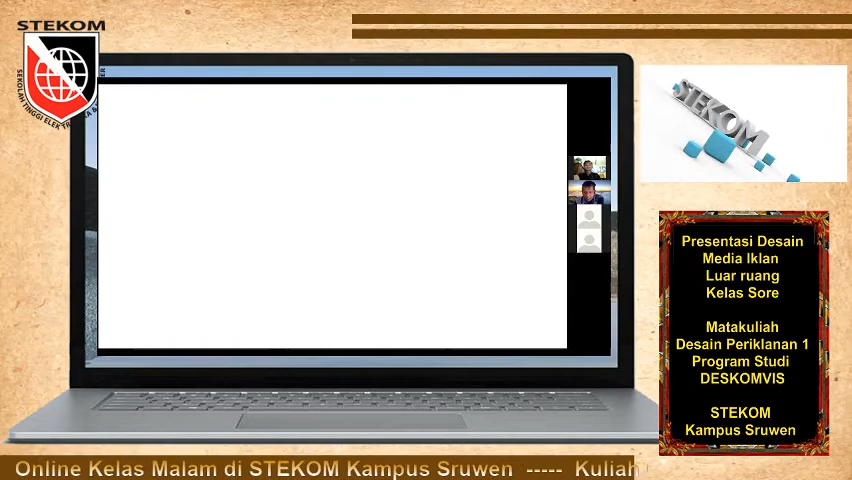 STEKOM
SEKOLAH TINGGI ELEKTR
STEKOM
Presentasi Desain
Media Iklan
Luar ruang
Kelas Sore
Matakuliah
Desain Periklanan 1
Program Studi
DESKOMVIS
STEKOM
Kampus Sruwen
Online Kelas Malam di STEKOM Kampus Sruwen ----- Kuliah